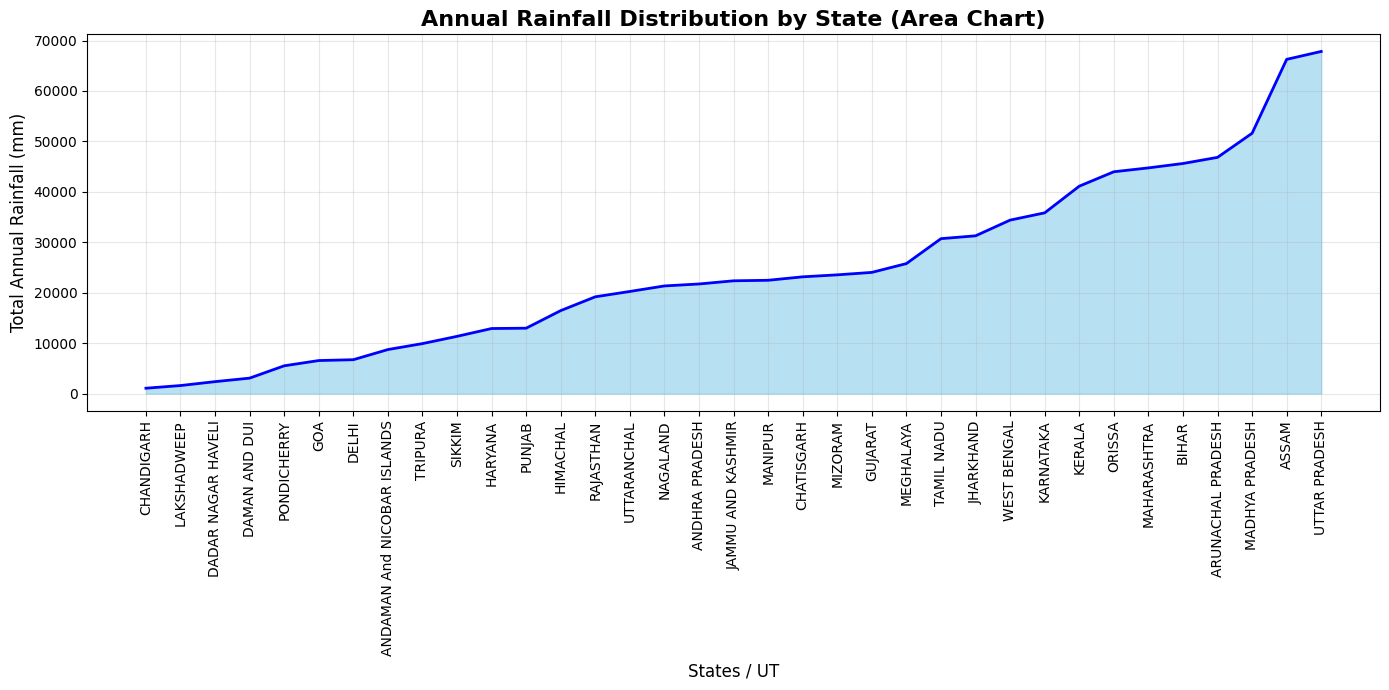 Annual Rainfall Distribution by State (Area Chart)
Total Annual Rainfall (mm)
70000
60000
50000
40000
30000
20000
10000
0
CHANDIGARH
LAKSHADWEEP
DADAR NAGAR HAVELI
DAMAN AND DUI
PONDICHERRY
GOA
DELHI
ANDAMAN And NICOBAR ISLANDS
TRIPURA
SIKKIM
HARYANA
PUNJAB
HIMACHAL
RAJASTHAN
UTTARANCHAL
NAGALAND
ANDHRA PRADESH
JAMMU AND KASHMIR
MANIPUR
CHATISGARH
MIZORAM
GUJARAT
MEGHALAYA
TAMIL NADU
JHARKHAND
WEST BENGAL
KARNATAKA
KERALA
ORISSA
MAHARASHTRA
BIHAR
ARUNACHAL PRADESH
MADHYA PRADESH
ASSAM
UTTAR PRADESH
States / UT